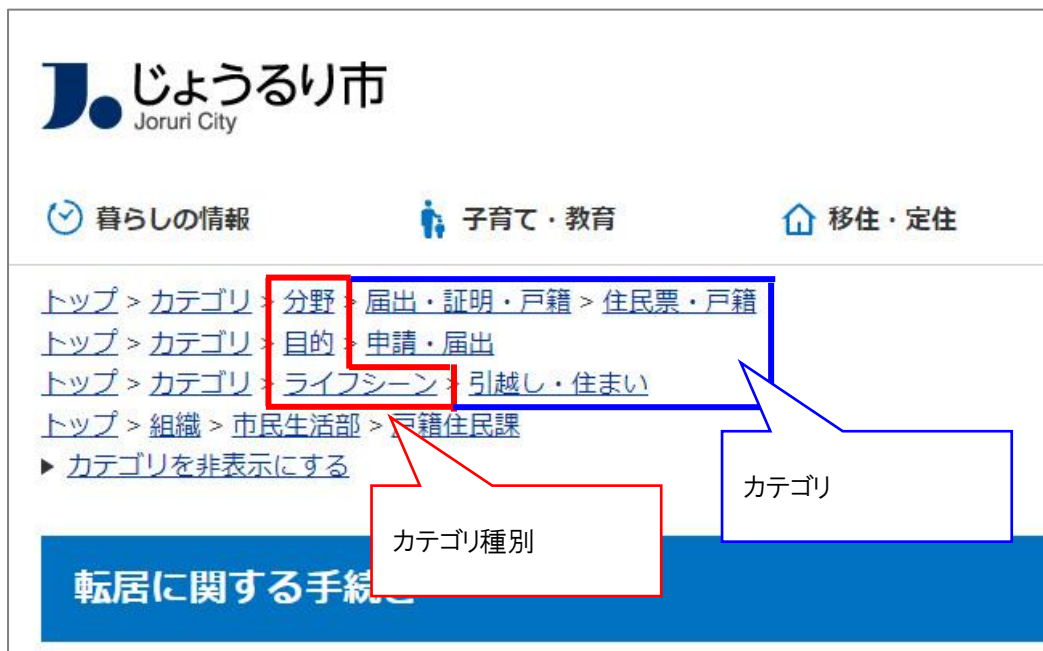 じょうるり市
Joruri City
暮らしの情報 子育て・教育 移住・定住
トップ > カテゴリ > 分野 > 届出・証明・戸籍 > 住民票・戸籍
トップ > カテゴリ > 目的 > 申請・届出
トップ > カテゴリ > ライフシーン > 引越し・住まい
トップ > 組織 > 市民生活部 > 戸籍住民課
▶ カテゴリを非表示にする
カテゴリ
カテゴリ種別
転居に関する手続き